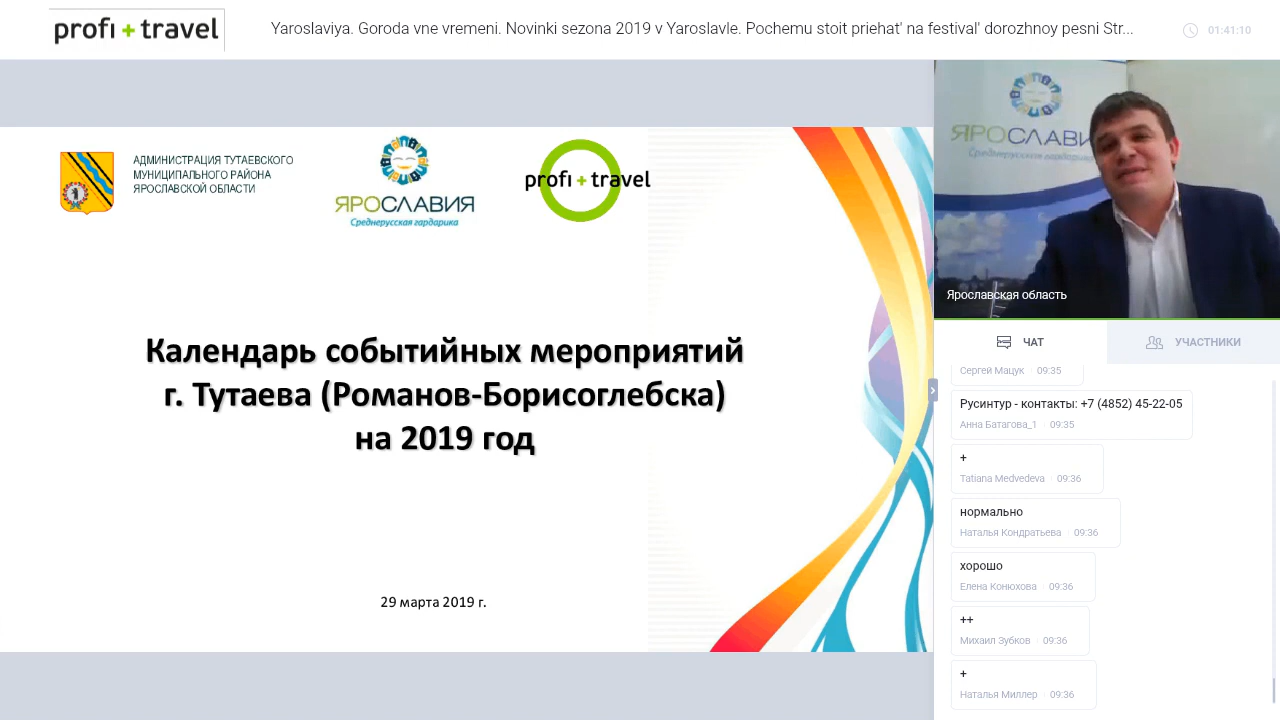 profi + travel
Yaroslaviya. Goroda vne vremeni. Novinki sezona 2019 v Yaroslavle. Pochemu stoit priehat' na festival' dorozhnoy pesni Str...
01:41:10
АДМИНИСТРАЦИЯ ТУТАЕВСКОГО
МУНИЦИПАЛЬНОГО РАЙОНА
ЯРОСЛАВСКОЙ ОБЛАСТИ
ЯРОСЛАВИЯ
Среднерусская гардарика
profi + travel
Календарь событийных мероприятий
г. Тутаева (Романов-Борисоглебска)
на 2019 год
29 марта 2019 г.
ЯРОСЛАВИ
Среднерусская гардарика
Ярославская область
ЧАТ
УЧАСТНИКИ
Сергей Мацук · 09:35
Русинтур - контакты: +7 (4852) 45-22-05
Анна Батагова_1 · 09:35
+
Tatiana Medvedeva · 09:36
нормально
Наталья Кондратьева · 09:36
хорошо
Елена Конюхова · 09:36
++
Михаил Зубков · 09:36
+
Наталья Миллер · 09:36